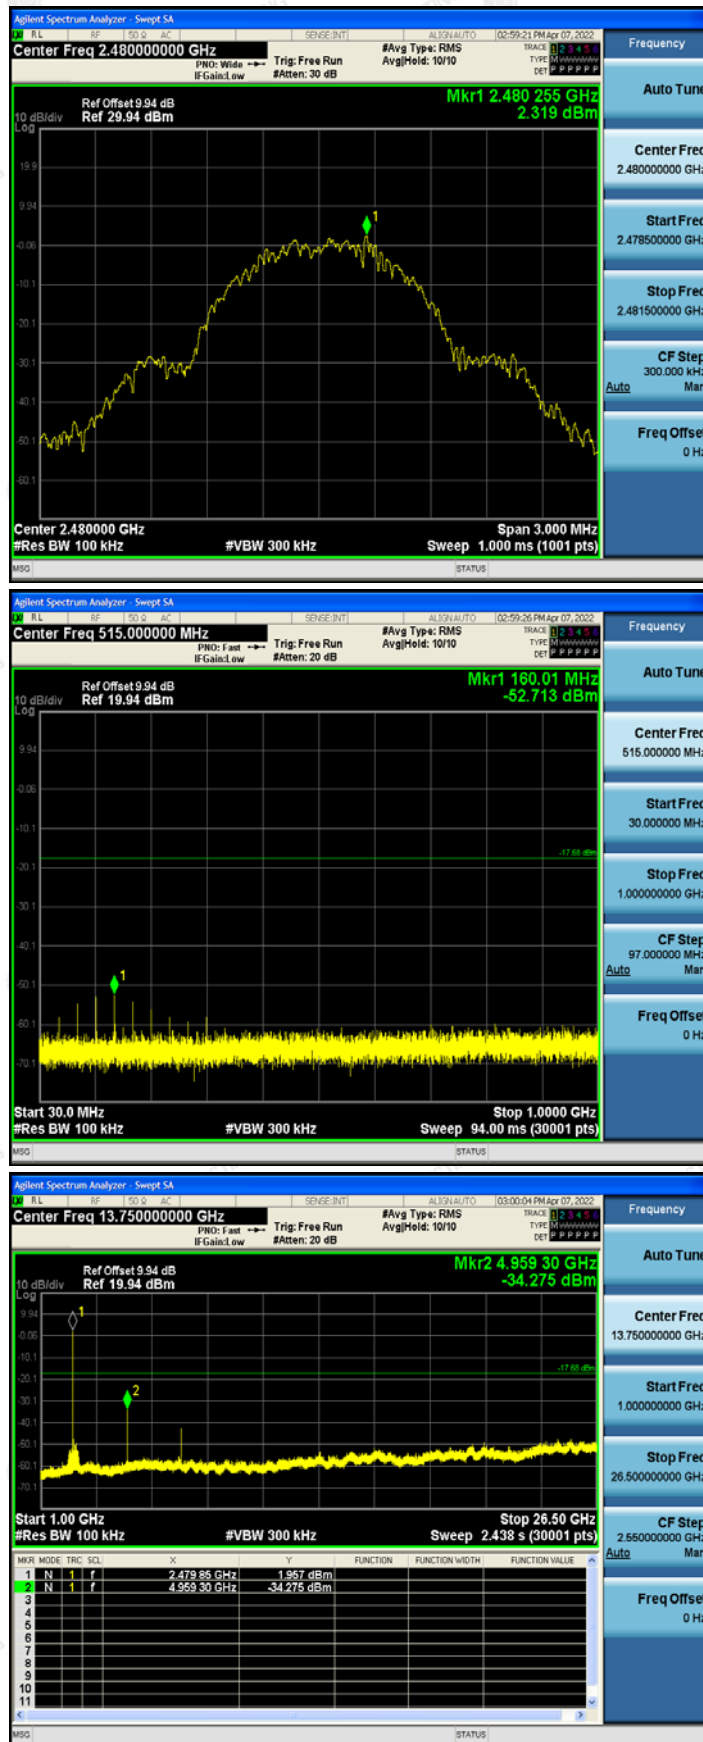 Agilent Spectrum Analyzer - Swept SA
RL RF 50 Ω AC SENSE:INT ALIGNAUTO 02:59:21 PM Apr 07, 2022
Center Freq 2.480000000 GHz #Avg Type: RMS TRACE 1 2 3 4 5 6
PNO: Wide Trig: Free Run Avg|Hold: 10/10 TYPE M
IFGain:Low #Atten: 30 dB DET P P P P P P
Mkr1 2.480 255 GHz
2.319 dBm
Ref Offset 9.94 dB
10 dB/div Ref 29.94 dBm
Log
19.9
9.94
1
-0.06
-10.1
-20.1
-30.1
-40.1
-50.1
-60.1
Center 2.480000 GHz Span 3.000 MHz
#Res BW 100 kHz #VBW 300 kHz Sweep 1.000 ms (1001 pts)
MSG STATUS
Frequency
Auto Tune
Center Freq
2.480000000 GHz
Start Freq
2.478500000 GHz
Stop Freq
2.481500000 GHz
CF Step
300.000 kHz
Auto Man
Freq Offset
0 Hz
Agilent Spectrum Analyzer - Swept SA
RL RF 50 Ω AC SENSE:INT ALIGNAUTO 02:59:26 PM Apr 07, 2022
Center Freq 515.000000 MHz #Avg Type: RMS TRACE 1 2 3 4 5 6
PNO: Fast Trig: Free Run Avg|Hold: 10/10 TYPE M
IFGain:Low #Atten: 20 dB DET P P P P P P
Mkr1 160.01 MHz
-52.713 dBm
Ref Offset 9.94 dB
10 dB/div Ref 19.94 dBm
Log
9.94
-0.06
-10.1
-17.68 dBm
-20.1
-30.1
-40.1
1
-50.1
-60.1
-70.1
Start 30.0 MHz Stop 1.0000 GHz
#Res BW 100 kHz #VBW 300 kHz Sweep 94.00 ms (30001 pts)
MSG STATUS
Frequency
Auto Tune
Center Freq
515.000000 MHz
Start Freq
30.000000 MHz
Stop Freq
1.000000000 GHz
CF Step
97.000000 MHz
Auto Man
Freq Offset
0 Hz
Agilent Spectrum Analyzer - Swept SA
RL RF 50 Ω AC SENSE:INT ALIGNAUTO 03:00:04 PM Apr 07, 2022
Center Freq 13.750000000 GHz #Avg Type: RMS TRACE 1 2 3 4 5 6
PNO: Fast Trig: Free Run Avg|Hold: 10/10 TYPE M
IFGain:Low #Atten: 20 dB DET P P P P P P
Mkr2 4.959 30 GHz
-34.275 dBm
Ref Offset 9.94 dB
10 dB/div Ref 19.94 dBm
Log
9.94
1
-0.06
-10.1
-17.68 dBm
-20.1
2
-30.1
-40.1
-50.1
-60.1
-70.1
Start 1.00 GHz Stop 26.50 GHz
#Res BW 100 kHz #VBW 300 kHz Sweep 2.438 s (30001 pts)
MKR MODE TRC SCL X Y FUNCTION FUNCTION WIDTH FUNCTION VALUE
1 N 1 f 2.479 85 GHz 1.957 dBm
2 N 1 f 4.959 30 GHz -34.275 dBm
3
4
5
6
7
8
9
10
11
MSG STATUS
Frequency
Auto Tune
Center Freq
13.750000000 GHz
Start Freq
1.000000000 GHz
Stop Freq
26.500000000 GHz
CF Step
2.550000000 GHz
Auto Man
Freq Offset
0 Hz